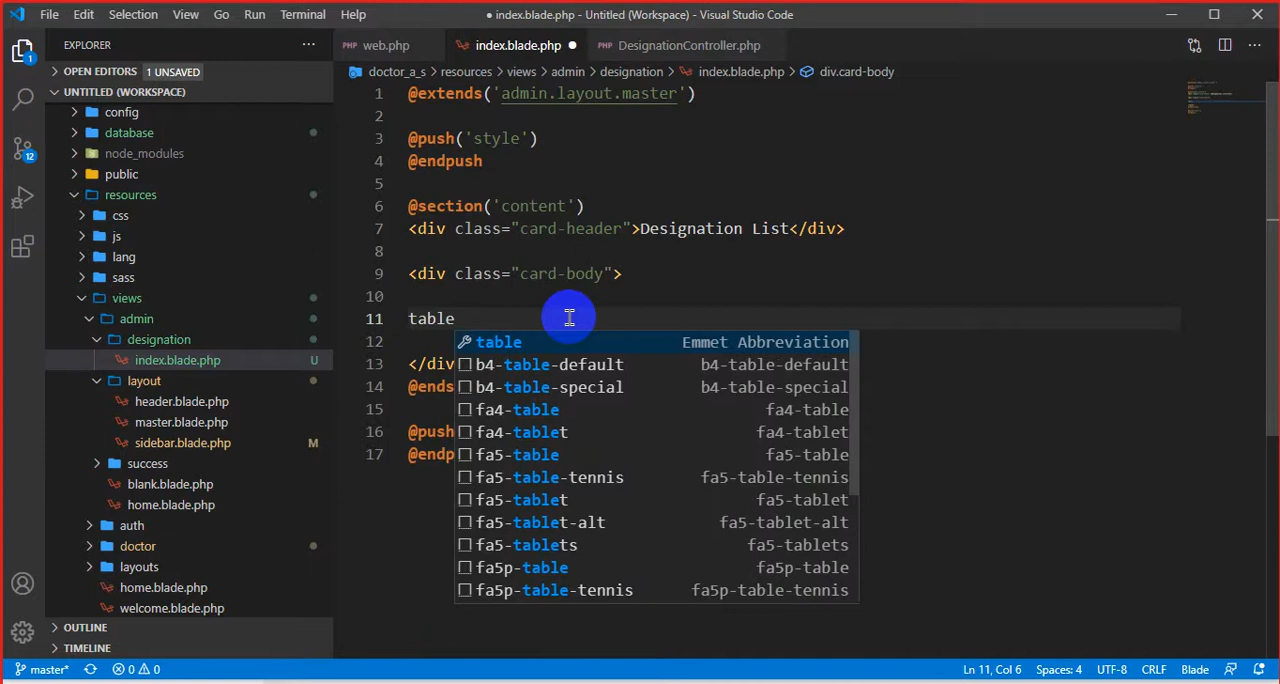 File Edit Selection View Go Run Terminal Help
● index.blade.php - Untitled (Workspace) - Visual Studio Code
EXPLORER
OPEN EDITORS 1 UNSAVED
UNTITLED (WORKSPACE)
config
database
node_modules
public
resources
css
js
lang
sass
views
admin
designation
index.blade.php U
layout
header.blade.php
master.blade.php
sidebar.blade.php M
success
blank.blade.php
home.blade.php
auth
doctor
layouts
home.blade.php
welcome.blade.php
OUTLINE
TIMELINE
1
12
PHP web.php
index.blade.php ●
PHP DesignationController.php
doctor_a_s > resources > views > admin > designation > index.blade.php > div.card-body
1 @extends('admin.layout.master')
2
3 @push('style')
4 @endpush
5
6 @section('content')
7 <div class="card-header">Designation List</div>
8
9 <div class="card-body">
10
11 table
12
13 </div
14 @ends
15
16 @push
17 @endp
table Emmet Abbreviation
b4-table-default b4-table-default
b4-table-special b4-table-special
fa4-table fa4-table
fa4-tablet fa4-tablet
fa5-table fa5-table
fa5-table-tennis fa5-table-tennis
fa5-tablet fa5-tablet
fa5-tablet-alt fa5-tablet-alt
fa5-tablets fa5-tablets
fa5p-table fa5p-table
fa5p-table-tennis fa5p-table-tennis
master* 0 0 Ln 11, Col 6 Spaces: 4 UTF-8 CRLF Blade